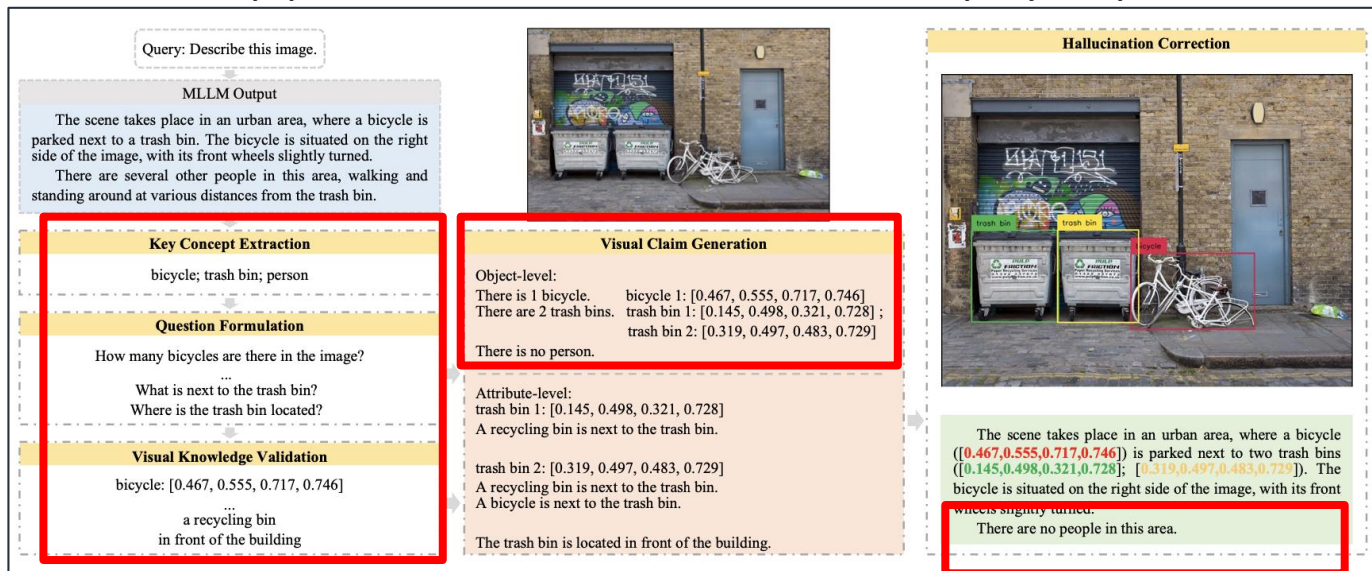 Query: Describe this image.
MLLM Output
The scene takes place in an urban area, where a bicycle is
parked next to a trash bin. The bicycle is situated on the right
side of the image, with its front wheels slightly turned.
There are several other people in this area, walking and
standing around at various distances from the trash bin.
Key Concept Extraction
bicycle; trash bin; person
Question Formulation
How many bicycles are there in the image?
...
What is next to the trash bin?
Where is the trash bin located?
Visual Knowledge Validation
bicycle: [0.467, 0.555, 0.717, 0.746]
...
a recycling bin
in front of the building
Visual Claim Generation
Object-level:
There is 1 bicycle. bicycle 1: [0.467, 0.555, 0.717, 0.746]
There are 2 trash bins. trash bin 1: [0.145, 0.498, 0.321, 0.728] ;
trash bin 2: [0.319, 0.497, 0.483, 0.729]
There is no person.
Attribute-level:
trash bin 1: [0.145, 0.498, 0.321, 0.728]
A recycling bin is next to the trash bin.
trash bin 2: [0.319, 0.497, 0.483, 0.729]
A recycling bin is next to the trash bin.
A bicycle is next to the trash bin.
The trash bin is located in front of the building.
Hallucination Correction
trash bin
trash bin
bicycle
PULP
FRICTION
Paper Recycling Services
PULP
FRICTION
Paper Recycling Services
The scene takes place in an urban area, where a bicycle
([0.467,0.555,0.717,0.746]) is parked next to two trash bins
([0.145,0.498,0.321,0.728]; [0.319,0.497,0.483,0.729]). The
bicycle is situated on the right side of the image, with its front
wheels slightly turned.
There are no people in this area.